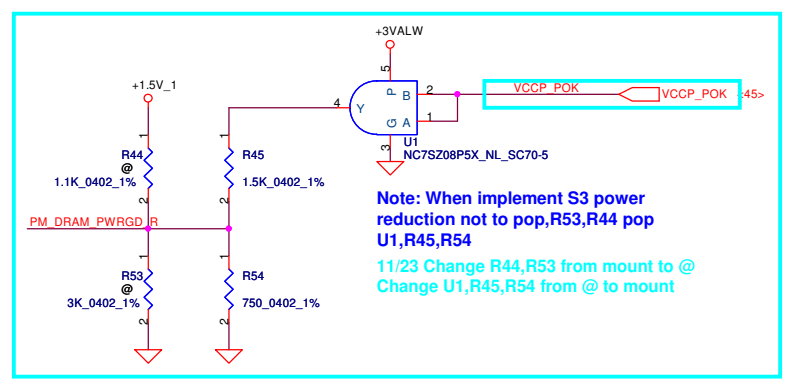 +3VALW
5
+1.5V_1
P
B
2
VCCP_POK
VCCP_POK
<45>
4
Y
G
A
1
3
U1
NC7SZ08P5X_NL_SC70-5
1
R44
@
1.1K_0402_1%
2
1
R45
1.5K_0402_1%
2
Note: When implement S3 power
reduction not to pop,R53,R44 pop
U1,R45,R54
PM_DRAM_PWRGD_R
11/23 Change R44,R53 from mount to @
Change U1,R45,R54 from @ to mount
1
R53
@
3K_0402_1%
2
1
R54
750_0402_1%
2